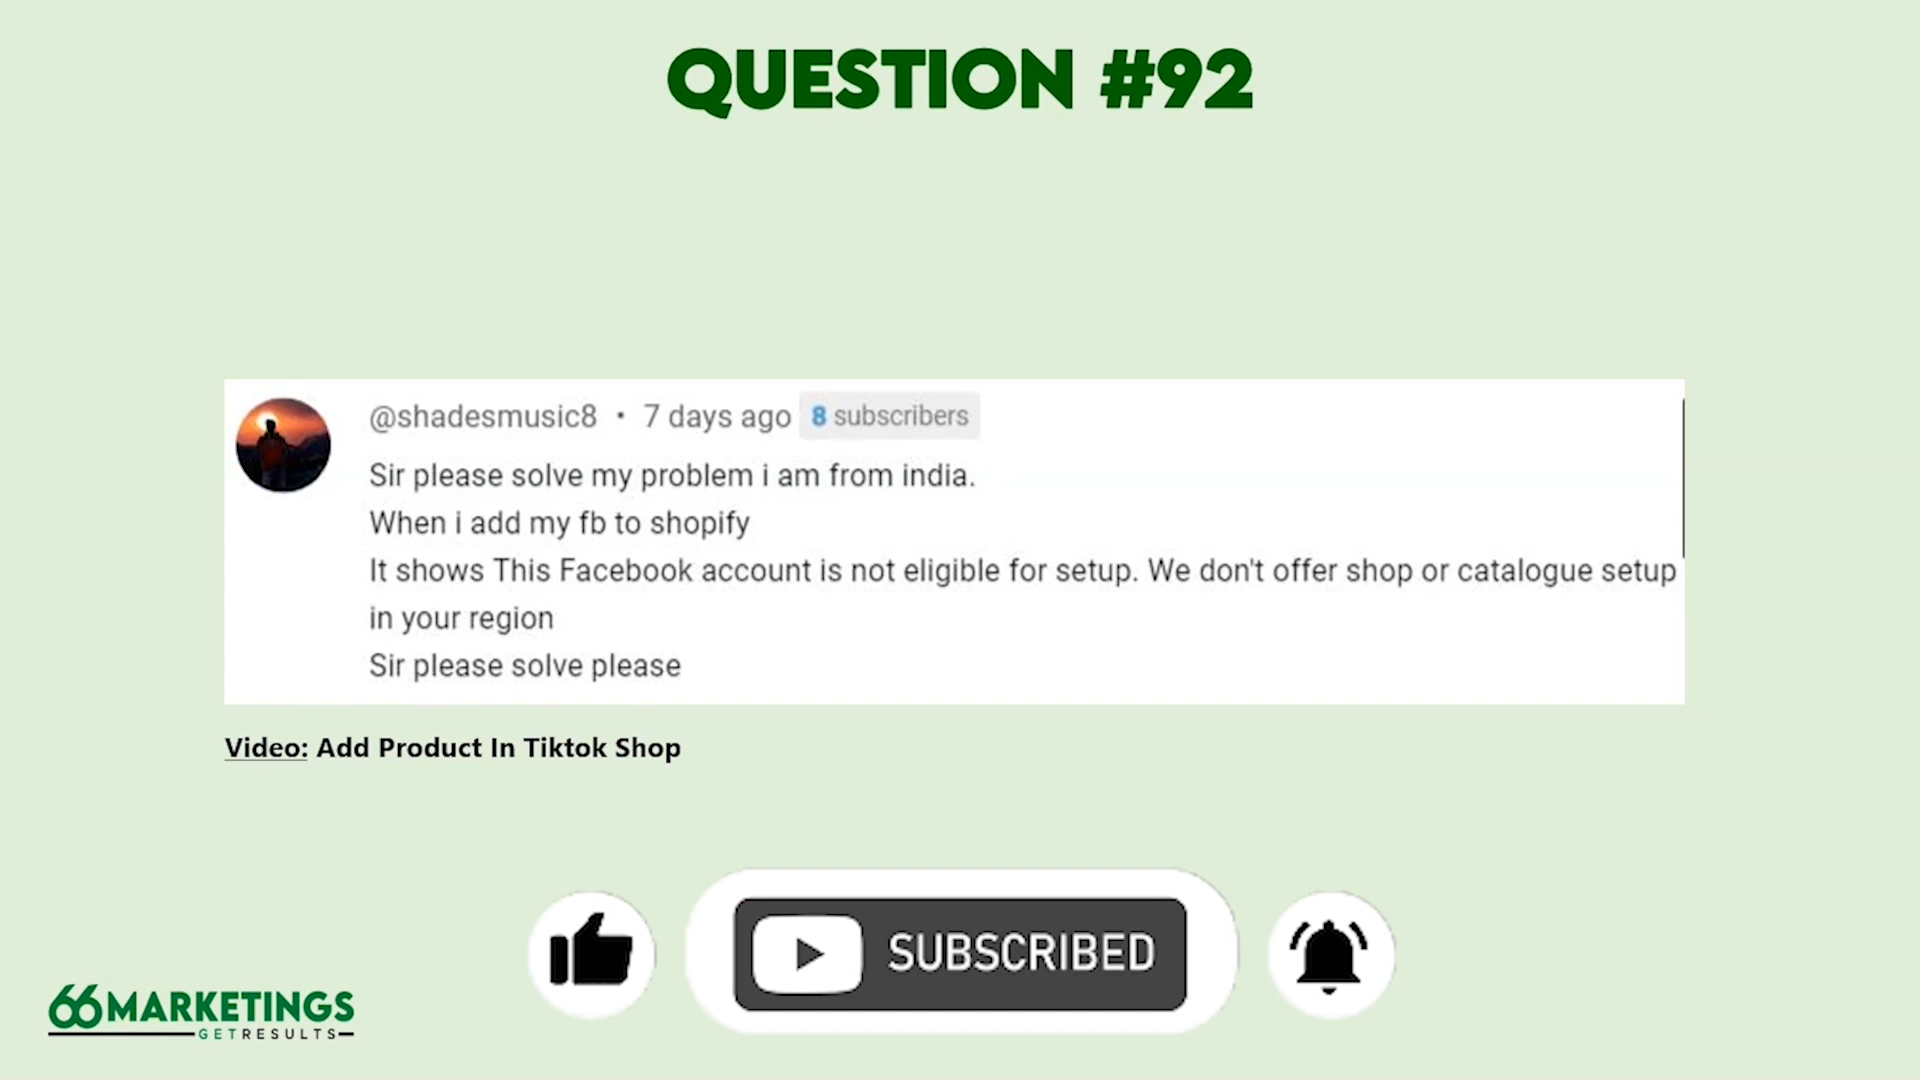 QUESTION #92
@shadesmusic8 • 7 days ago 8 subscribers
Sir please solve my problem i am from india.
When i add my fb to shopify
It shows This Facebook account is not eligible for setup. We don't offer shop or catalogue setup
in your region
Sir please solve please
Video: Add Product In Tiktok Shop
SUBSCRIBED
66MARKETINGS
GETRESULTS